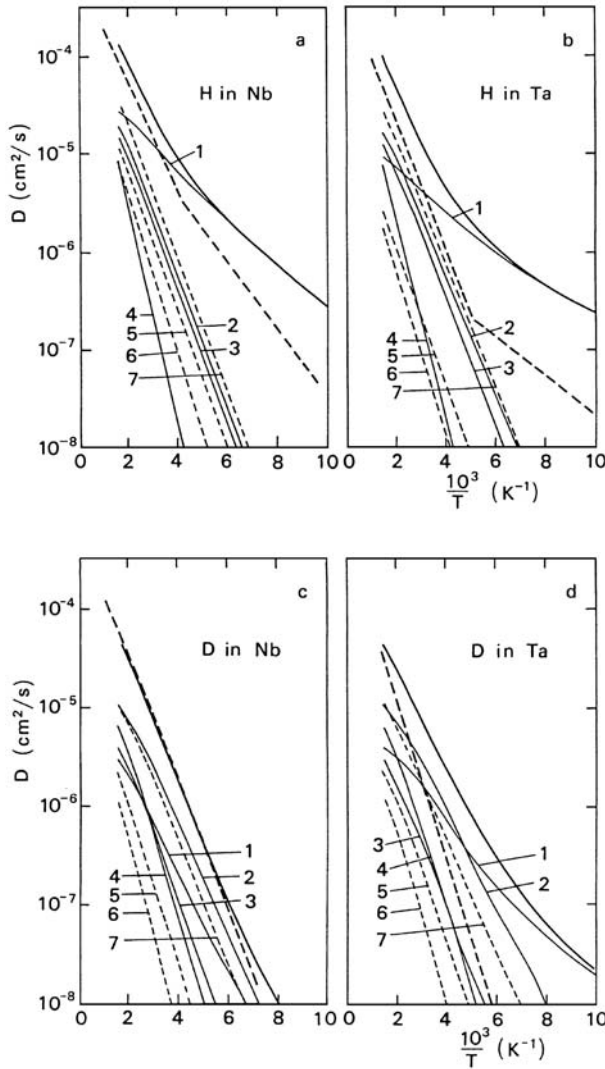 a
H in Nb
10⁻⁴
10⁻⁵
10⁻⁶
10⁻⁷
10⁻⁸
D (cm²/s)
1
4
5
6
7
2
3
0 2 4 6 8 10
b
H in Ta
1
4
5
6
7
2
3
0 2 4 6 8 10
10³/T (K⁻¹)
c
D in Nb
10⁻⁴
10⁻⁵
10⁻⁶
10⁻⁷
10⁻⁸
D (cm²/s)
4
5
6
7
1
2
3
0 2 4 6 8 10
d
D in Ta
3
4
5
6
7
1
2
0 2 4 6 8 10
10³/T (K⁻¹)